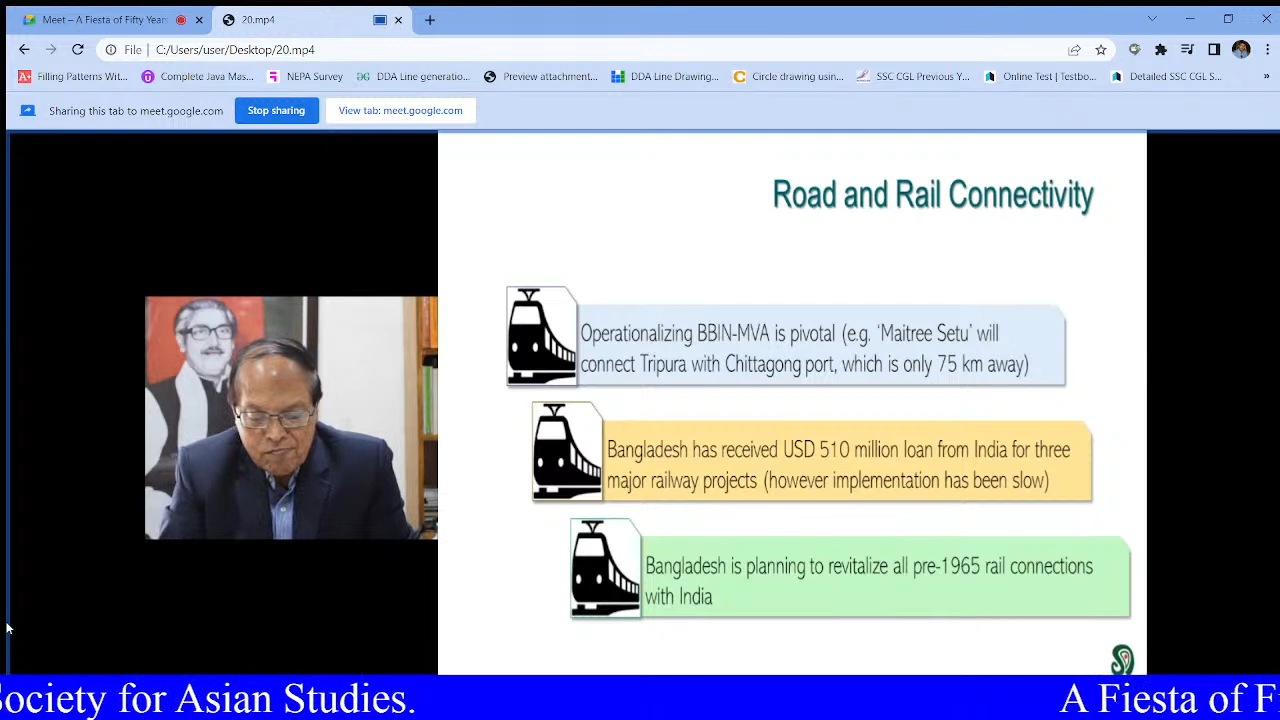 Meet – A Fiesta of Fifty Years
20.mp4
File
C:/Users/user/Desktop/20.mp4
Filling Patterns Wit...
Complete Java Mas...
NEPA Survey
DDA Line generatio...
Preview attachment...
DDA Line Drawing...
Circle drawing usin...
SSC CGL Previous Y...
Online Test | Testbo...
Detailed SSC CGL S...
Sharing this tab to meet.google.com
Stop sharing
View tab: meet.google.com
Road and Rail Connectivity
Operationalizing BBIN-MVA is pivotal (e.g. ‘Maitree Setu’ will
connect Tripura with Chittagong port, which is only 75 km away)
Bangladesh has received USD 510 million loan from India for three
major railway projects (however implementation has been slow)
Bangladesh is planning to revitalize all pre-1965 rail connections
with India
ociety for Asian Studies.
A Fiesta of F